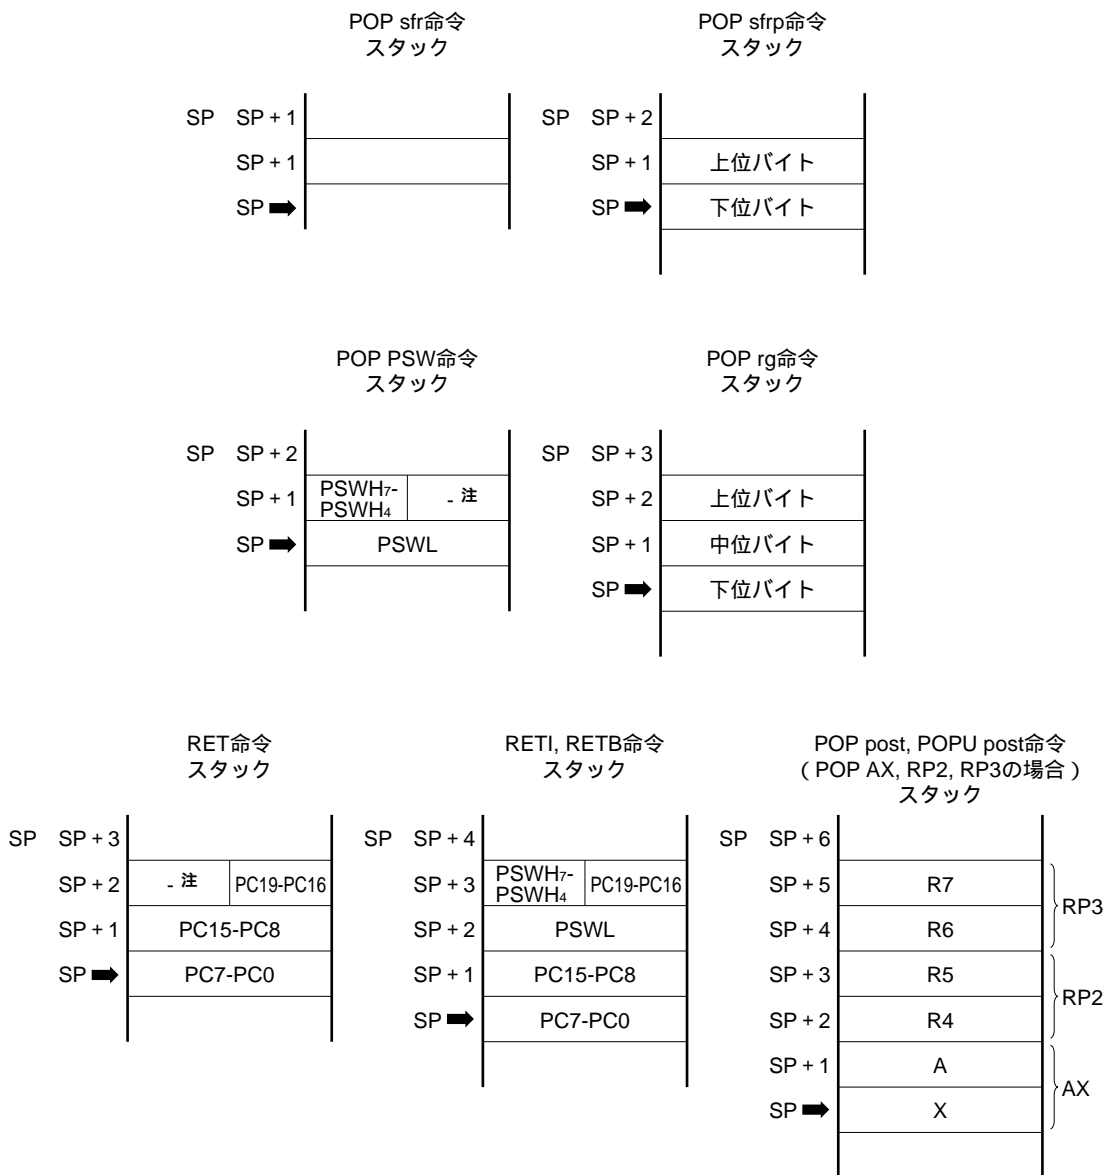 POP sfr命令
スタック
SP SP + 1
SP + 1
SP
POP sfrp命令
スタック
SP SP + 2
SP + 1 上位バイト
SP 下位バイト
POP PSW命令
スタック
SP SP + 2
SP + 1 PSWH7-
PSWH4 - 注
SP PSWL
POP rg命令
スタック
SP SP + 3
SP + 2 上位バイト
SP + 1 中位バイト
SP 下位バイト
RET命令
スタック
SP SP + 3
SP + 2 - 注 PC19-PC16
SP + 1 PC15-PC8
SP PC7-PC0
RETI, RETB命令
スタック
SP SP + 4
SP + 3 PSWH7-
PSWH4 PC19-PC16
SP + 2 PSWL
SP + 1 PC15-PC8
SP PC7-PC0
POP post, POPU post命令
( POP AX, RP2, RP3の場合 )
スタック
SP SP + 6
SP + 5 R7
RP3
SP + 4 R6
SP + 3 R5
RP2
SP + 2 R4
SP + 1 A
AX
SP X